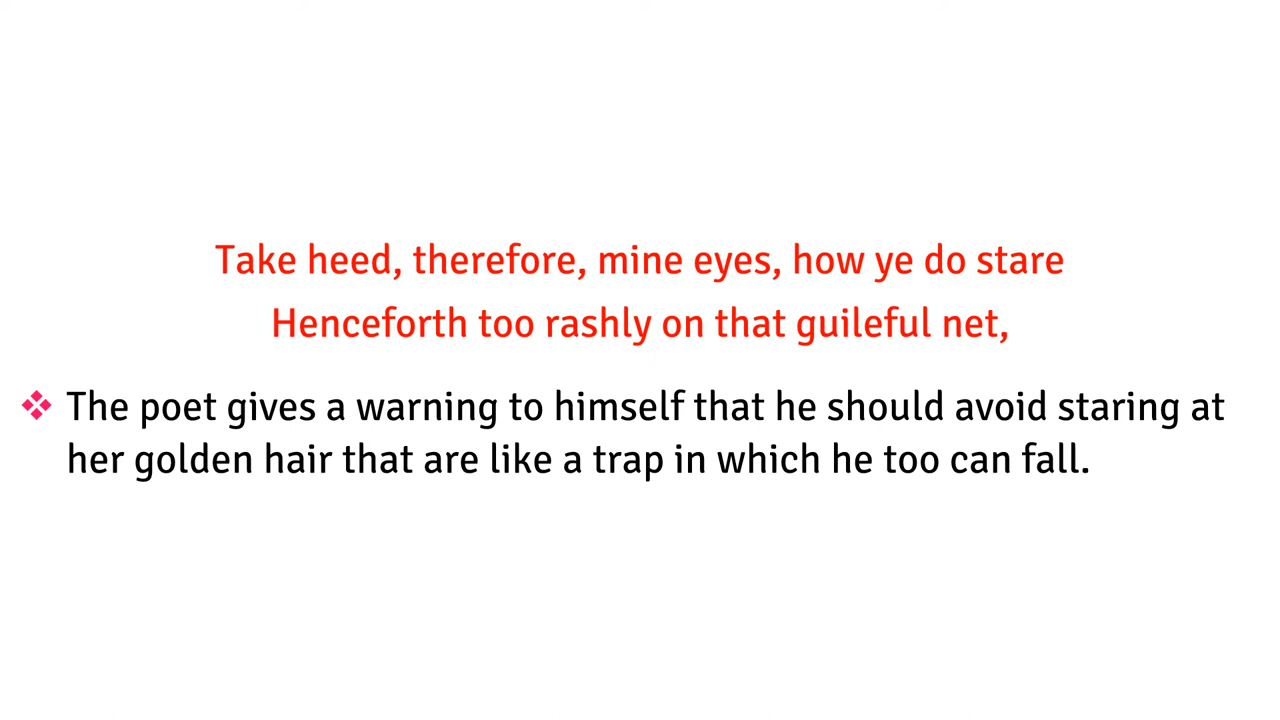 Take heed, therefore, mine eyes, how ye do stare
Henceforth too rashly on that guileful net,
❖ The poet gives a warning to himself that he should avoid staring at
her golden hair that are like a trap in which he too can fall.